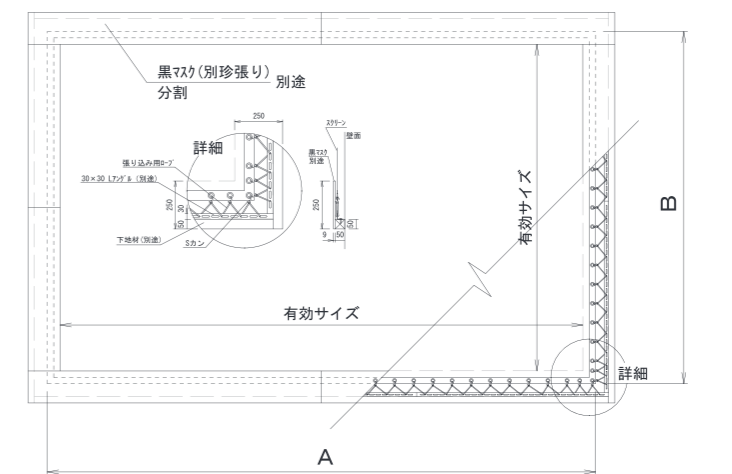 黒マスク(別珍張り) 別途
分割
250
スクリーン
壁面
詳細
黒マスク
別途
張り込み用ロープ
30×30 Lアングル (別途)
250
30
50
250
50
9
50
下地材(別途)
Sカン
有効サイズ
有効サイズ
B
詳細
A